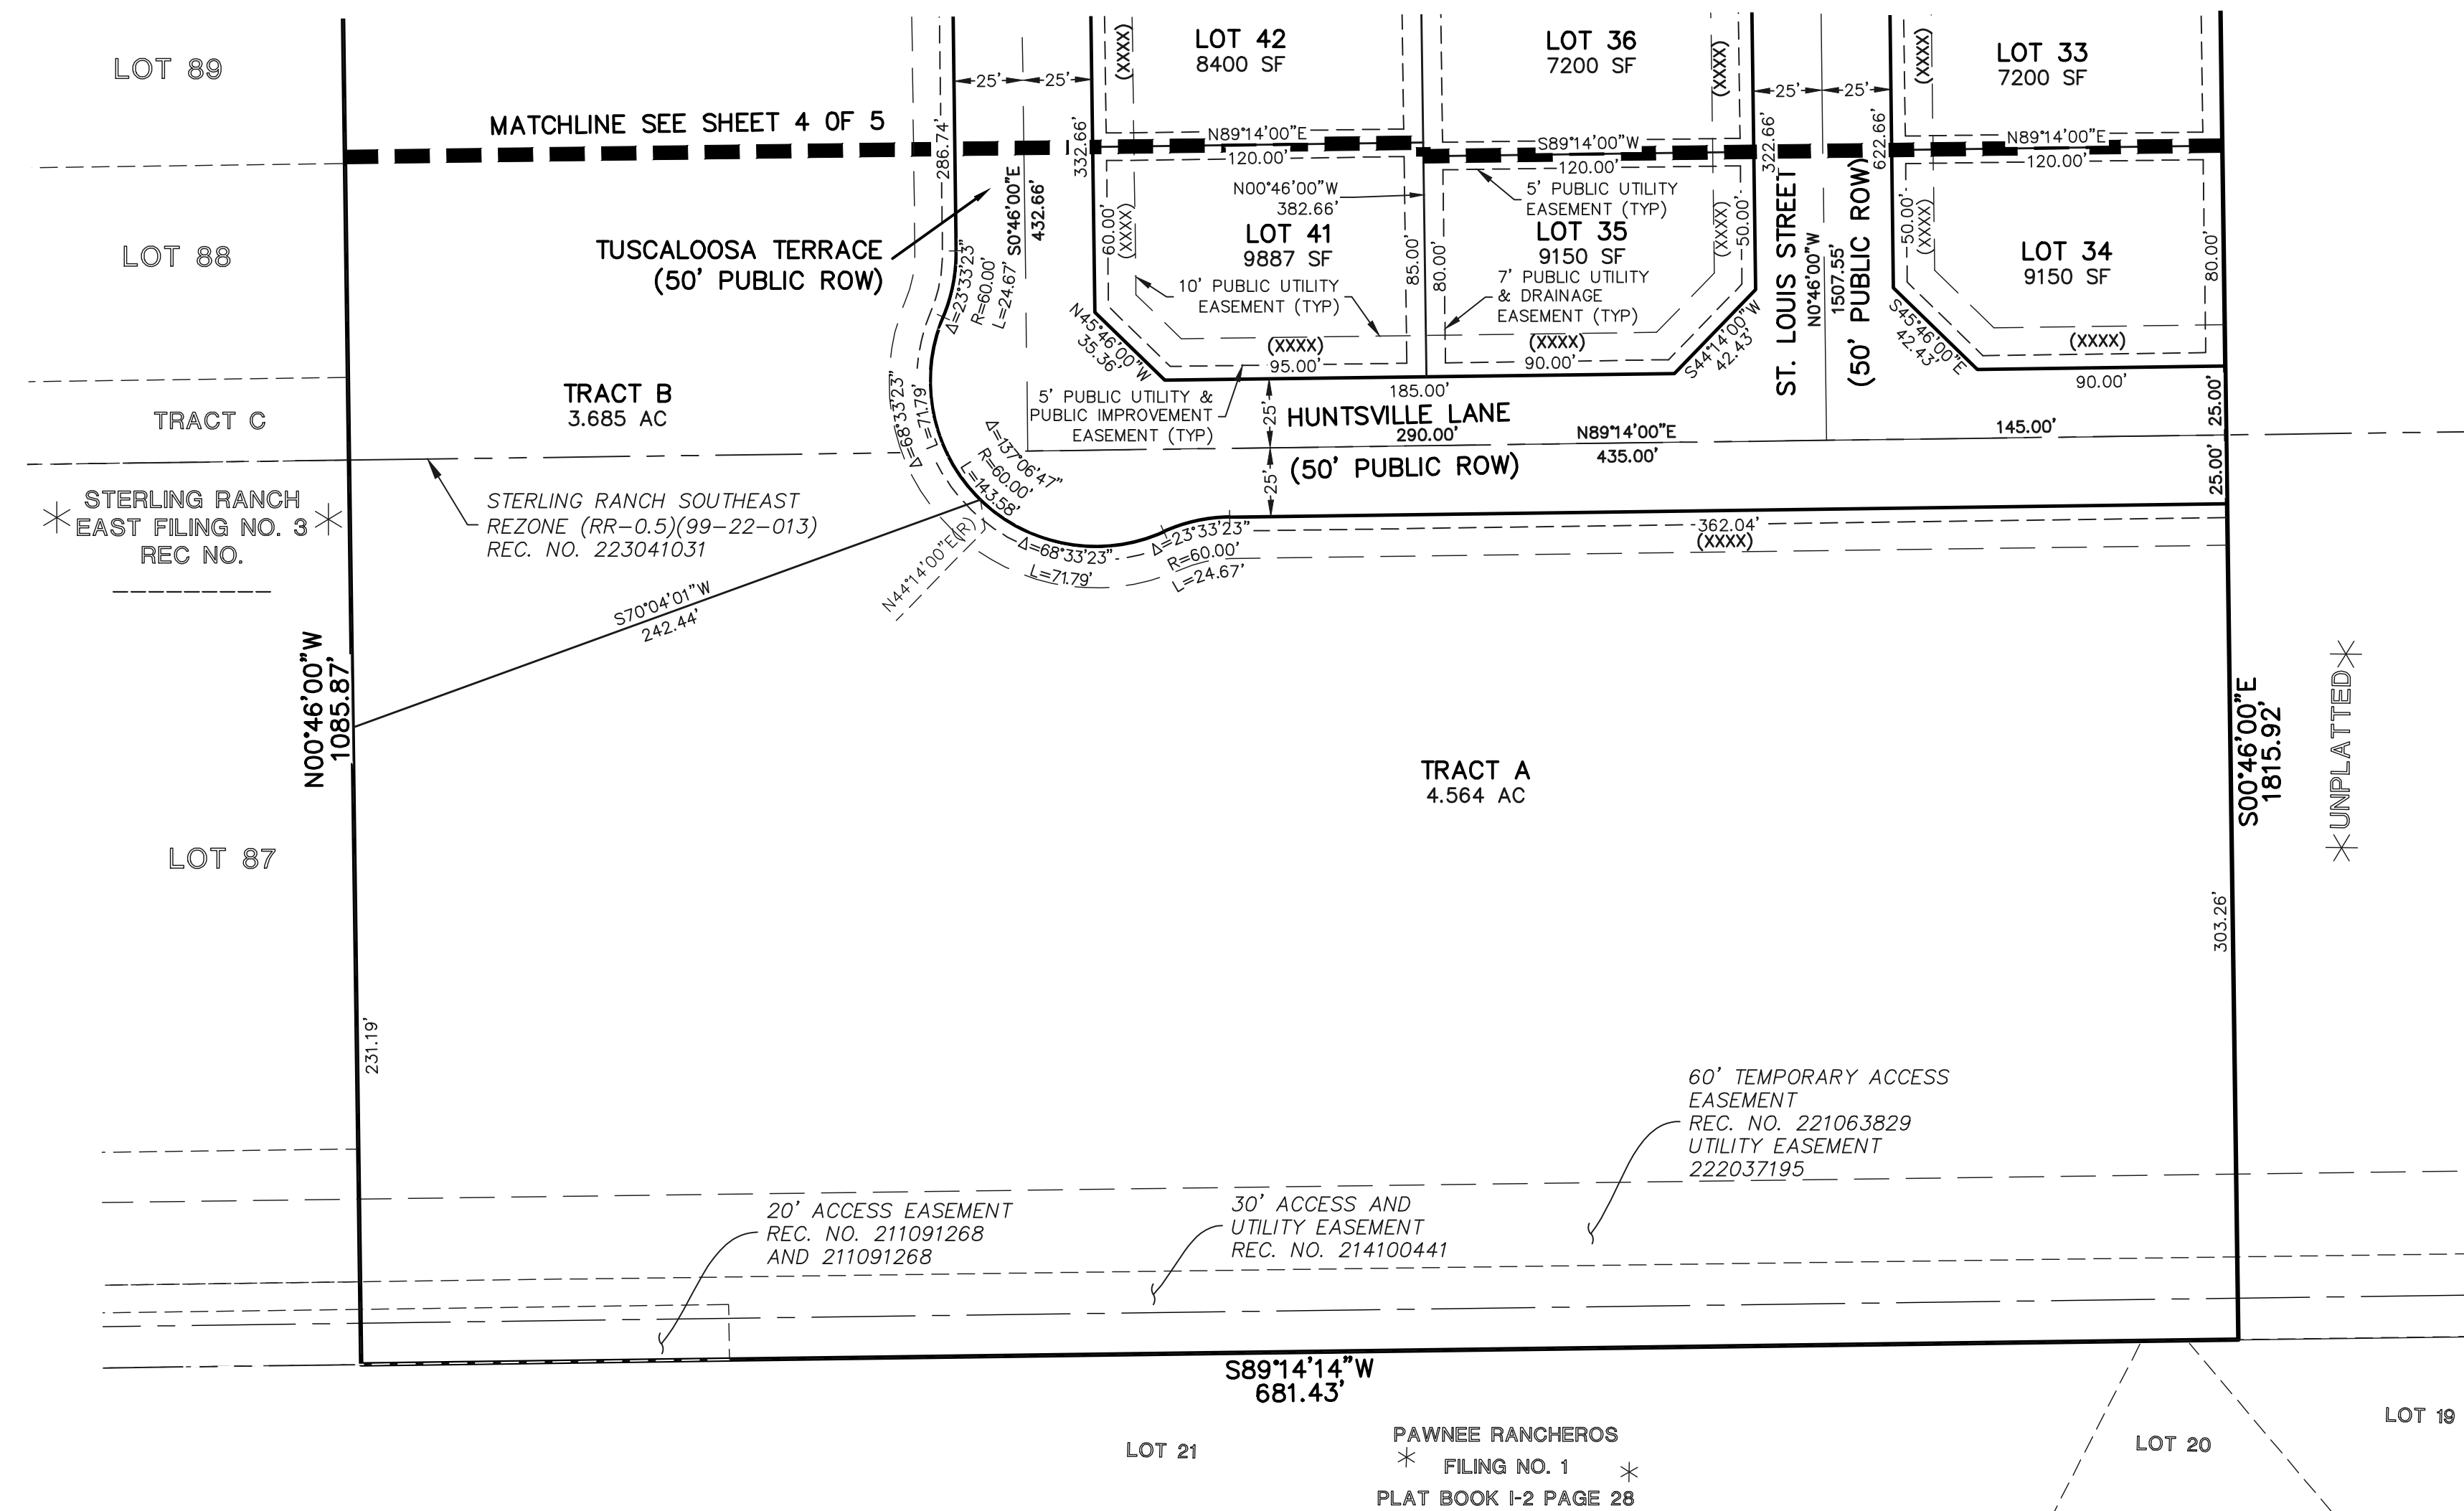 LOT 89
LOT 42
8400 SF
LOT 36
7200 SF
LOT 33
7200 SF
(XXXX)
(XXXX)
(XXXX)
25'
25'
25'
25'
MATCHLINE SEE SHEET 4 OF 5
286.74'
332.66'
322.66'
622.66'
N89°14'00"E
120.00'
S89°14'00"W
120.00'
N89°14'00"E
120.00'
LOT 88
TUSCALOOSA TERRACE
(50' PUBLIC ROW)
S0°46'00"E
432.66'
N00°46'00"W
382.66'
5' PUBLIC UTILITY
EASEMENT (TYP)
60.00'
(XXXX)
LOT 41
9887 SF
85.00'
80.00'
LOT 35
9150 SF
(XXXX)
50.00'
ST. LOUIS STREET
(50' PUBLIC ROW)
N0°46'00"W
1507.55'
50.00'
(XXXX)
LOT 34
9150 SF
80.00'
10' PUBLIC UTILITY
EASEMENT (TYP)
7' PUBLIC UTILITY
& DRAINAGE
EASEMENT (TYP)
Δ=23°33'23"
R=60.00'
L=24.67'
N45°46'00"W
35.36'
(XXXX)
95.00'
(XXXX)
90.00'
S44°14'00"W
42.43'
S45°46'00"E
42.43'
(XXXX)
90.00'
TRACT C
TRACT B
3.685 AC
Δ=68°33'23"
L=71.79'
5' PUBLIC UTILITY &
PUBLIC IMPROVEMENT
EASEMENT (TYP)
185.00'
25'
HUNTSVILLE LANE
290.00'
N89°14'00"E
435.00'
145.00'
25.00'
25.00'
(50' PUBLIC ROW)
25'
Δ=137°06'47"
R=60.00'
L=143.58'
STERLING RANCH
EAST FILING NO. 3
REC NO.
_________
STERLING RANCH SOUTHEAST
REZONE (RR-0.5)(99-22-013)
REC. NO. 223041031
N44°14'00"E(R)
Δ=68°33'23"
L=71.79'
Δ=23°33'23"
R=60.00'
L=24.67'
362.04'
(XXXX)
S70°04'01"W
242.44'
N00°46'00"W
1085.87'
TRACT A
4.564 AC
S00°46'00"E
1815.92'
UNPLATTED
LOT 87
303.26'
231.19'
60' TEMPORARY ACCESS
EASEMENT
REC. NO. 221063829
UTILITY EASEMENT
222037195
20' ACCESS EASEMENT
REC. NO. 211091268
AND 211091268
30' ACCESS AND
UTILITY EASEMENT
REC. NO. 214100441
S89°14'14"W
681.43'
LOT 21
PAWNEE RANCHEROS
FILING NO. 1
PLAT BOOK I-2 PAGE 28
LOT 20
LOT 19